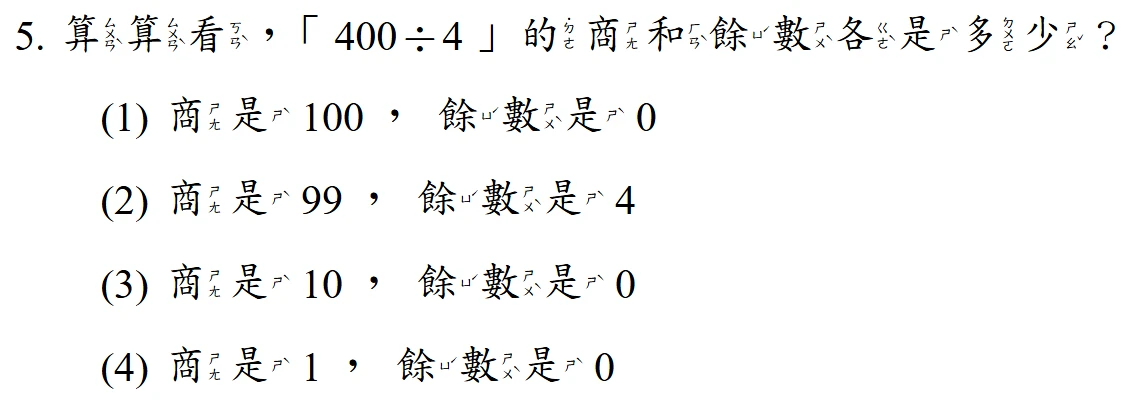 5. 算算看，「 400÷4 」的商和餘數各是多少？
(1) 商是 100 ， 餘數是 0
(2) 商是 99 ， 餘數是 4
(3) 商是 10 ， 餘數是 0
(4) 商是 1 ， 餘數是 0